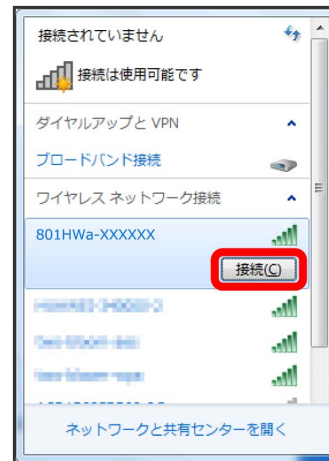 接続されていません
接続は使用可能です
ダイヤルアップと VPN
ブロードバンド接続
ワイヤレス ネットワーク接続
801HWa-XXXXXX
接続(C)
ネットワークと共有センターを開く